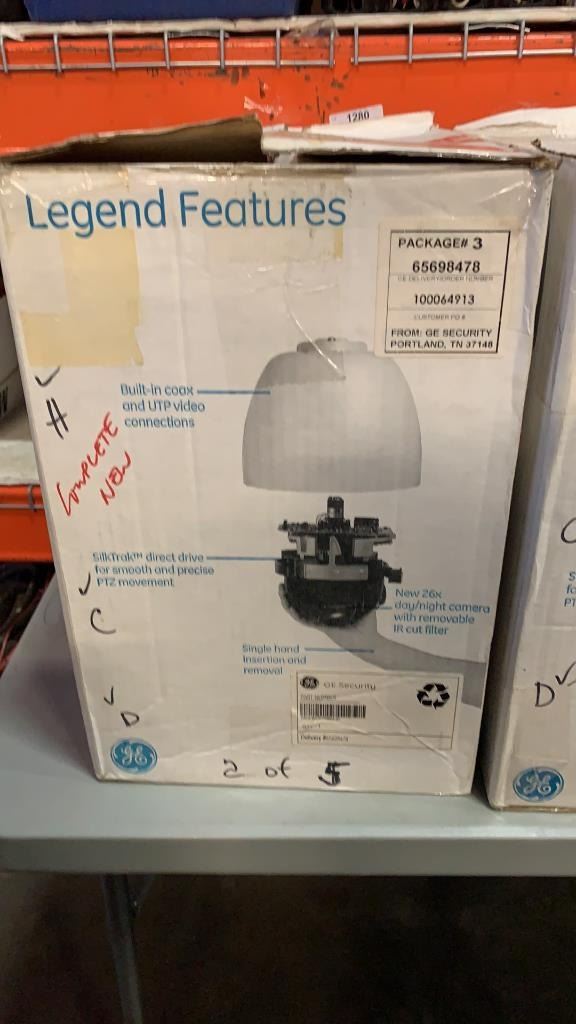 1280
Legend Features
PACKAGE# 3
65698478
GE DELIVERY/ORDER NUMBER
100064913
CUSTOMER PO #
FROM: GE SECURITY
PORTLAND, TN 37148
Built-in coax
and UTP video
connections
✓
H
COMPLETE
NEW
SilkTrak™ direct drive
for smooth and precise
PTZ movement
✓
C
New 26x
day/night camera
with removable
IR cut filter
Single hand
insertion and
removal
GE Security
✓
D
GE
2 of 5
C
D✓
GE